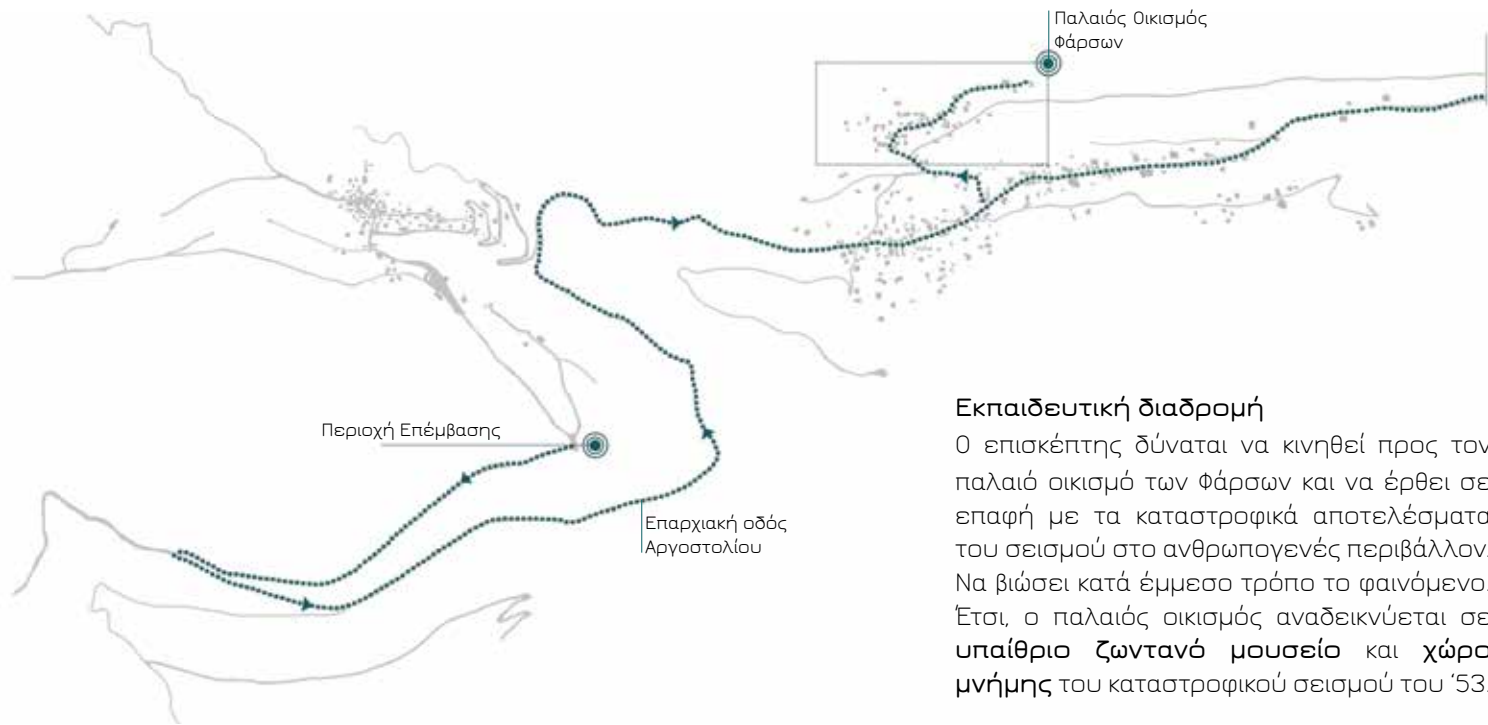 Παλαιός Οικισμός
Φάρσων
Περιοχή Επέμβασης
Επαρχιακή οδός
Αργοστολίου
Εκπαιδευτική διαδρομή
Ο επισκέπτης δύναται να κινηθεί προς τον
παλαιό οικισμό των Φάρσων και να έρθει σε
επαφή με τα καταστροφικά αποτελέσματα
του σεισμού στο ανθρωπογενές περιβάλλον.
Να βιώσει κατά έμμεσο τρόπο το φαινόμενο.
Έτσι, ο παλαιός οικισμός αναδεικνύεται σε
υπαίθριο ζωντανό μουσείο και χώρο
μνήμης του καταστροφικού σεισμού του ‘53.